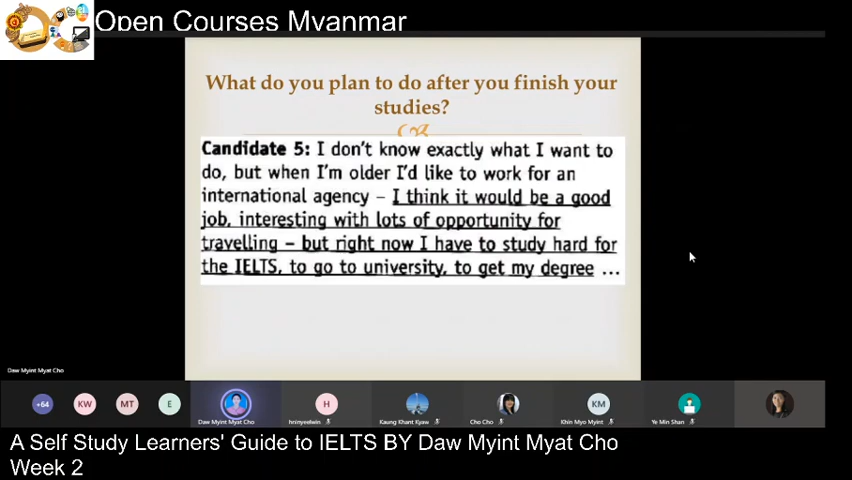 Open Courses Myanmar
What do you plan to do after you finish your
studies?
Candidate 5: I don't know exactly what I want to
do, but when I'm older I'd like to work for an
international agency – I think it would be a good
job, interesting with lots of opportunity for
travelling – but right now I have to study hard for
the IELTS, to go to university, to get my degree ...
Daw Myint Myat Cho
+64
KW
MT
E
Daw Myint Myat Cho
H
hninyeelwin
Kaung Khant Kyaw
Cho Cho
KM
Khin Myo Myint
Ye Min Shan
A Self Study Learners' Guide to IELTS BY Daw Myint Myat Cho
Week 2